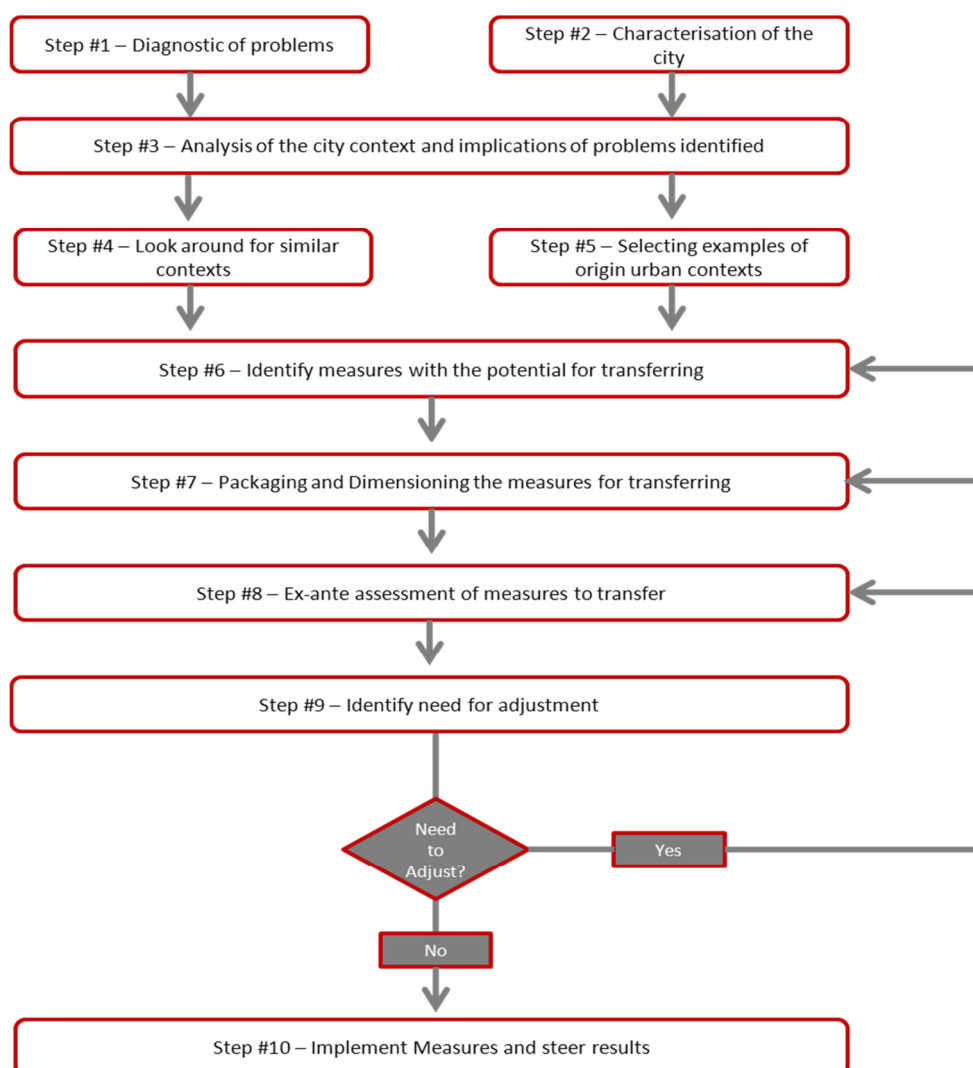 Step #1 – Diagnostic of problems
Step #2 – Characterisation of the
city
Step #3 – Analysis of the city context and implications of problems identified
Step #4 – Look around for similar
contexts
Step #5 – Selecting examples of
origin urban contexts
Step #6 – Identify measures with the potential for transferring
Step #7 – Packaging and Dimensioning the measures for transferring
Step #8 – Ex-ante assessment of measures to transfer
Step #9 – Identify need for adjustment
Need
to
Adjust?
Yes
No
Step #10 – Implement Measures and steer results